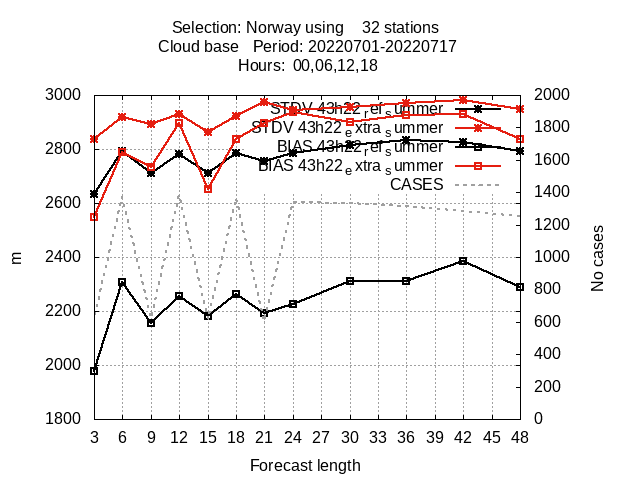 Selection: Norway using 32 stations
Cloud base Period: 20220701-20220717
Hours: 00,06,12,18
STDV 43h22_ref_summer
STDV 43h22_extra_summer
BIAS 43h22_ref_summer
BIAS 43h22_extra_summer
CASES
m
3000
2800
2600
2400
2200
2000
1800
No cases
2000
1800
1600
1400
1200
1000
800
600
400
200
0
3 6 9 12 15 18 21 24 27 30 33 36 39 42 45 48
Forecast length